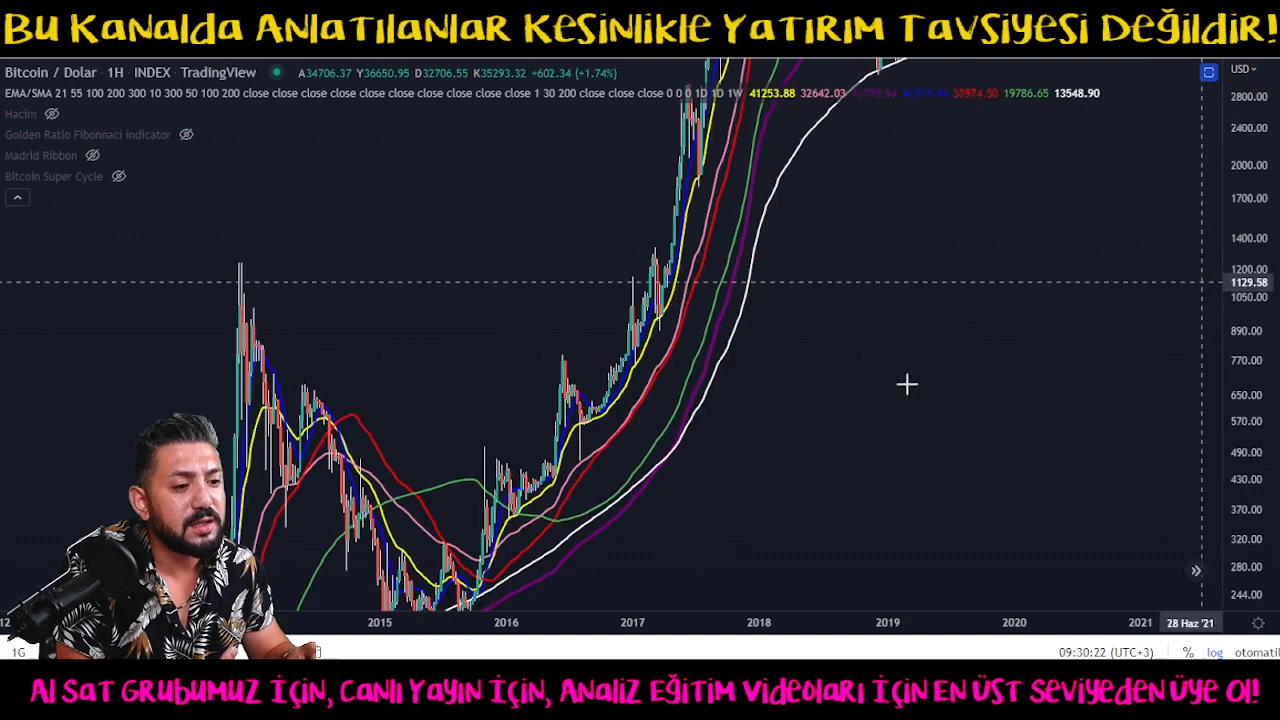 Bu Kanalda Anlatılanlar Kesinlikle Yatırım Tavsiyesi Değildir!
Bitcoin / Dolar · 1H · INDEX · TradingView A34706.37 Y36650.95 D32706.55 K35293.32 +602.34 (+1.74%)
USD
EMA/SMA 21 55 100 200 300 10 300 50 100 200 close close close close close close close close close close 1 30 200 close close close 0 0 0 1D 1D 1W 41253.88 32642.03 30974.50 19786.65 13548.90
Hacim
Golden Ratio Fibonnaci indicator
Madrid Ribbon
Bitcoin Super Cycle
2800.00
2400.00
2000.00
1700.00
1400.00
1200.00
1129.58
1050.00
890.00
770.00
650.00
570.00
490.00
430.00
370.00
320.00
280.00
244.00
12 2015 2016 2017 2018 2019 2020 2021 28 Haz '21
1G 09:30:22 (UTC+3) % log otomati
Al Sat Grubumuz İçin, Canlı Yayın İçin, Analiz Eğitim Videoları İçin En Üst Seviyeden Üye Ol!